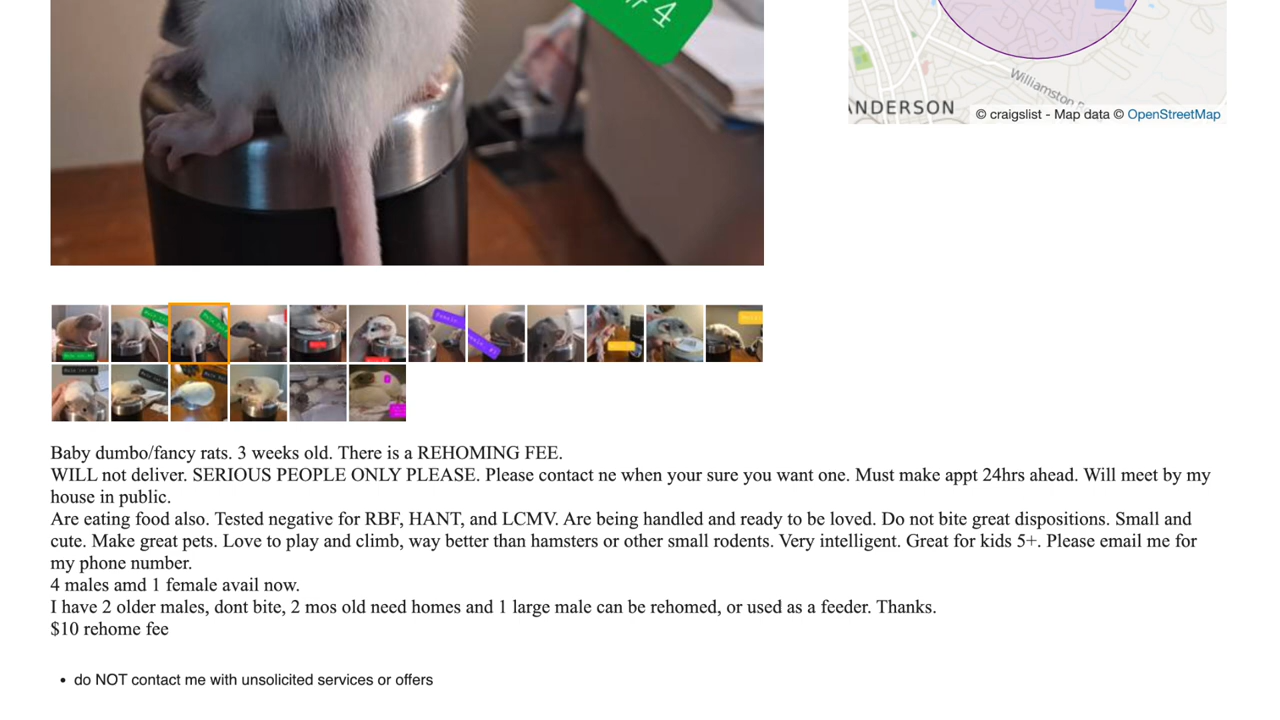 r 4
ANDERSON
Williamston
© craigslist - Map data © OpenStreetMap
Baby dumbo/fancy rats. 3 weeks old. There is a REHOMING FEE.
WILL not deliver. SERIOUS PEOPLE ONLY PLEASE. Please contact ne when your sure you want one. Must make appt 24hrs ahead. Will meet by my
house in public.
Are eating food also. Tested negative for RBF, HANT, and LCMV. Are being handled and ready to be loved. Do not bite great dispositions. Small and
cute. Make great pets. Love to play and climb, way better than hamsters or other small rodents. Very intelligent. Great for kids 5+. Please email me for
my phone number.
4 males amd 1 female avail now.
I have 2 older males, dont bite, 2 mos old need homes and 1 large male can be rehomed, or used as a feeder. Thanks.
$10 rehome fee
• do NOT contact me with unsolicited services or offers